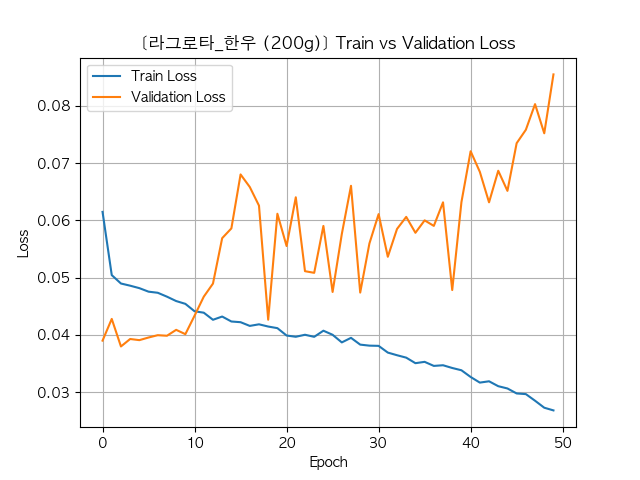 [라그로타_한우 (200g)] Train vs Validation Loss
Train Loss
Validation Loss
0.08
0.07
0.06
0.05
0.04
0.03
Loss
0 10 20 30 40 50
Epoch